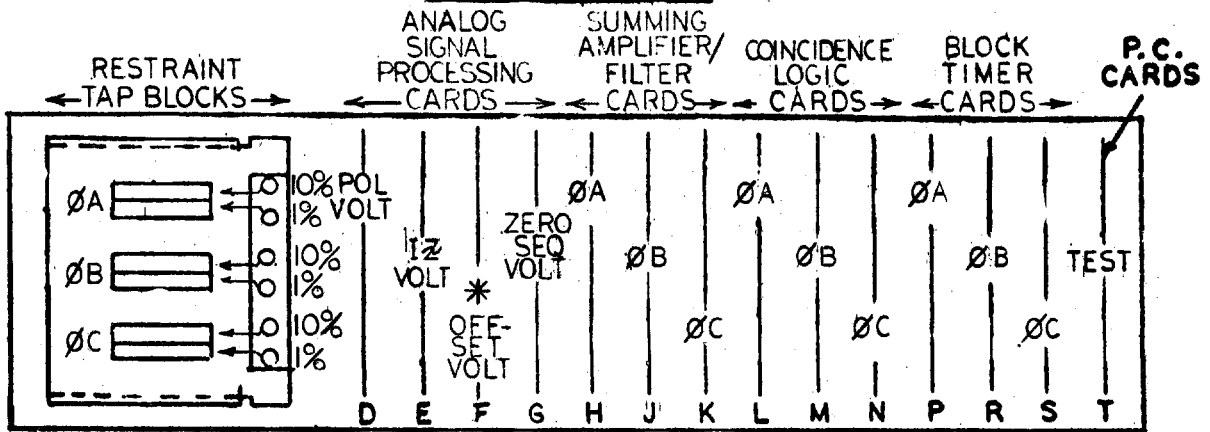 RESTRAINT
TAP BLOCKS
ANALOG
SIGNAL
PROCESSING
CARDS
SUMMING
AMPLIFIER/
FILTER
CARDS
COINCIDENCE
LOGIC
CARDS
BLOCK
TIMER
CARDS
P.C.
CARDS
ØA
10%
1%
ØB
10%
1%
ØC
10%
1%
POL
VOLT
IZ
VOLT
*
OFF-
SET
VOLT
ZERO
SEQ
VOLT
ØA
ØB
ØC
ØA
ØB
ØC
ØA
ØB
ØC
TEST
D E F G H J K L M N P R S T